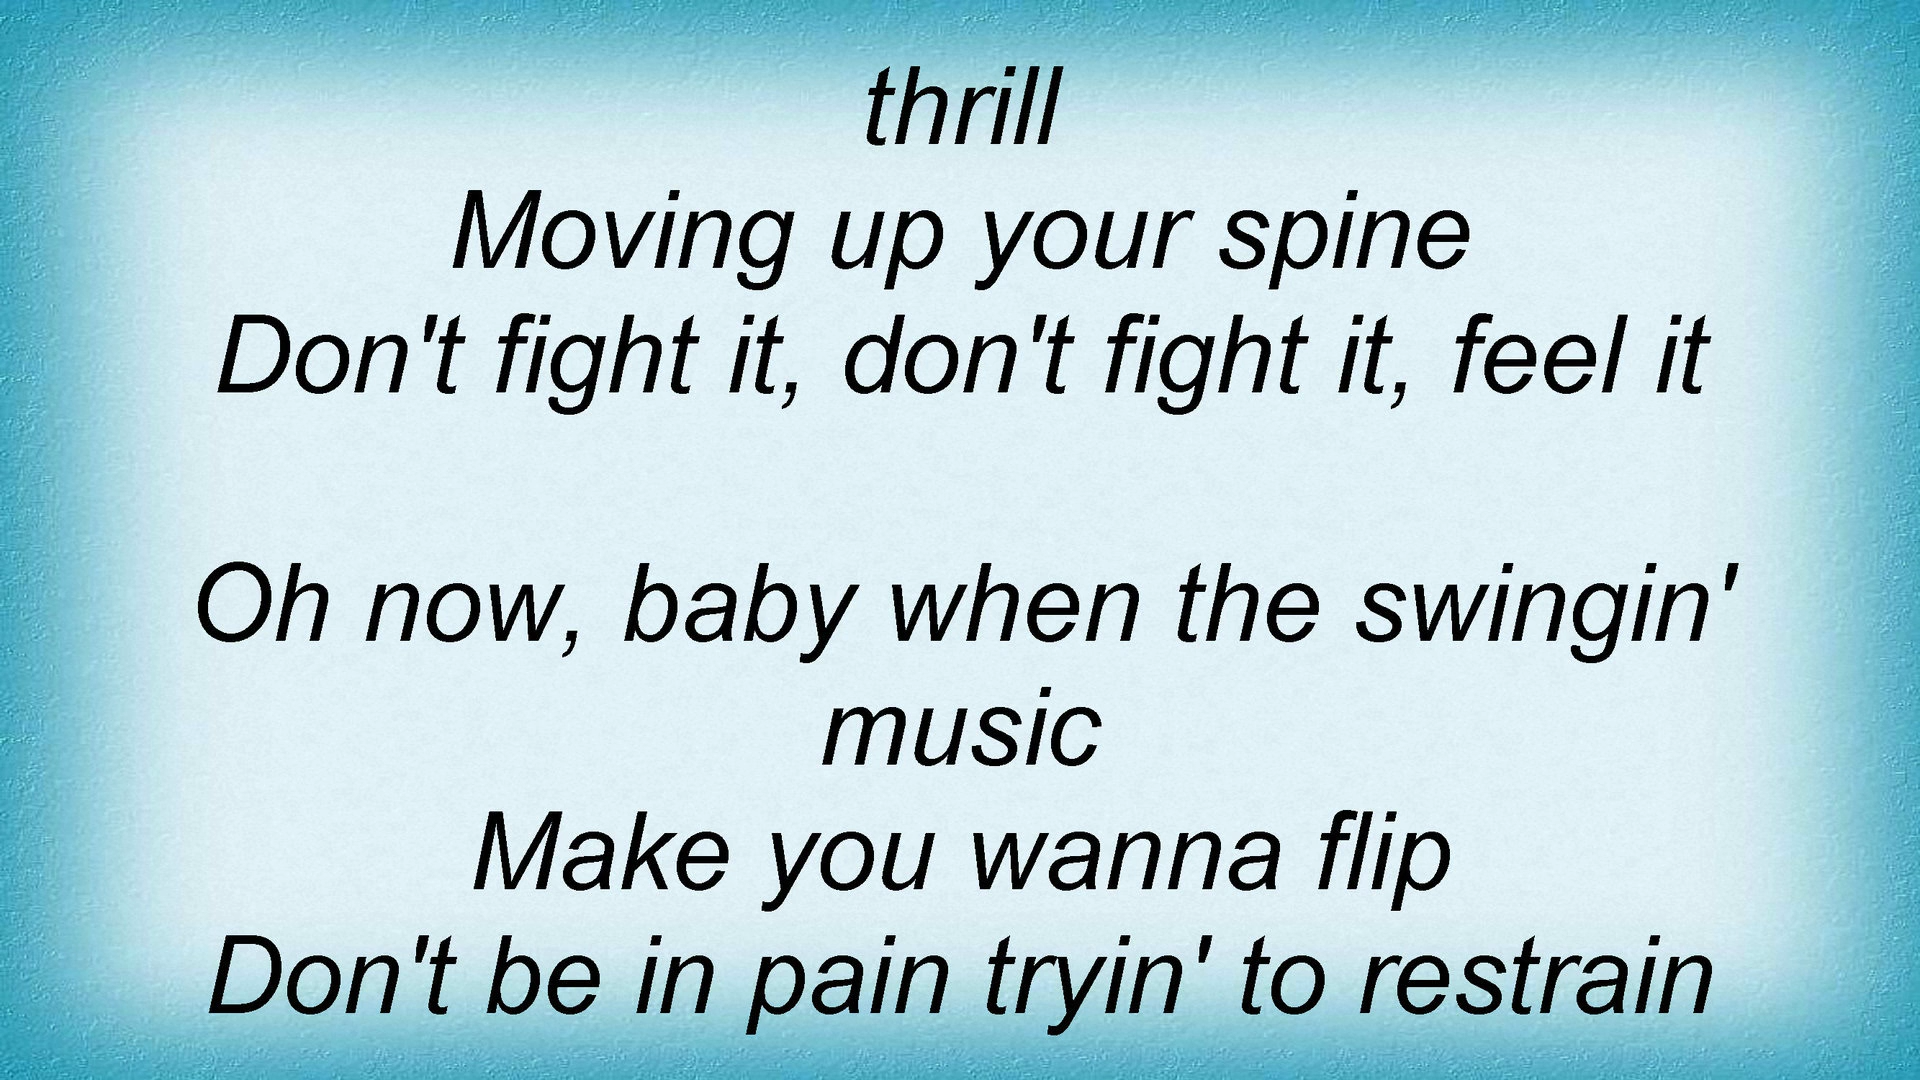 thrill
Moving up your spine
Don't fight it, don't fight it, feel it
Oh now, baby when the swingin'
music
Make you wanna flip
Don't be in pain tryin' to restrain